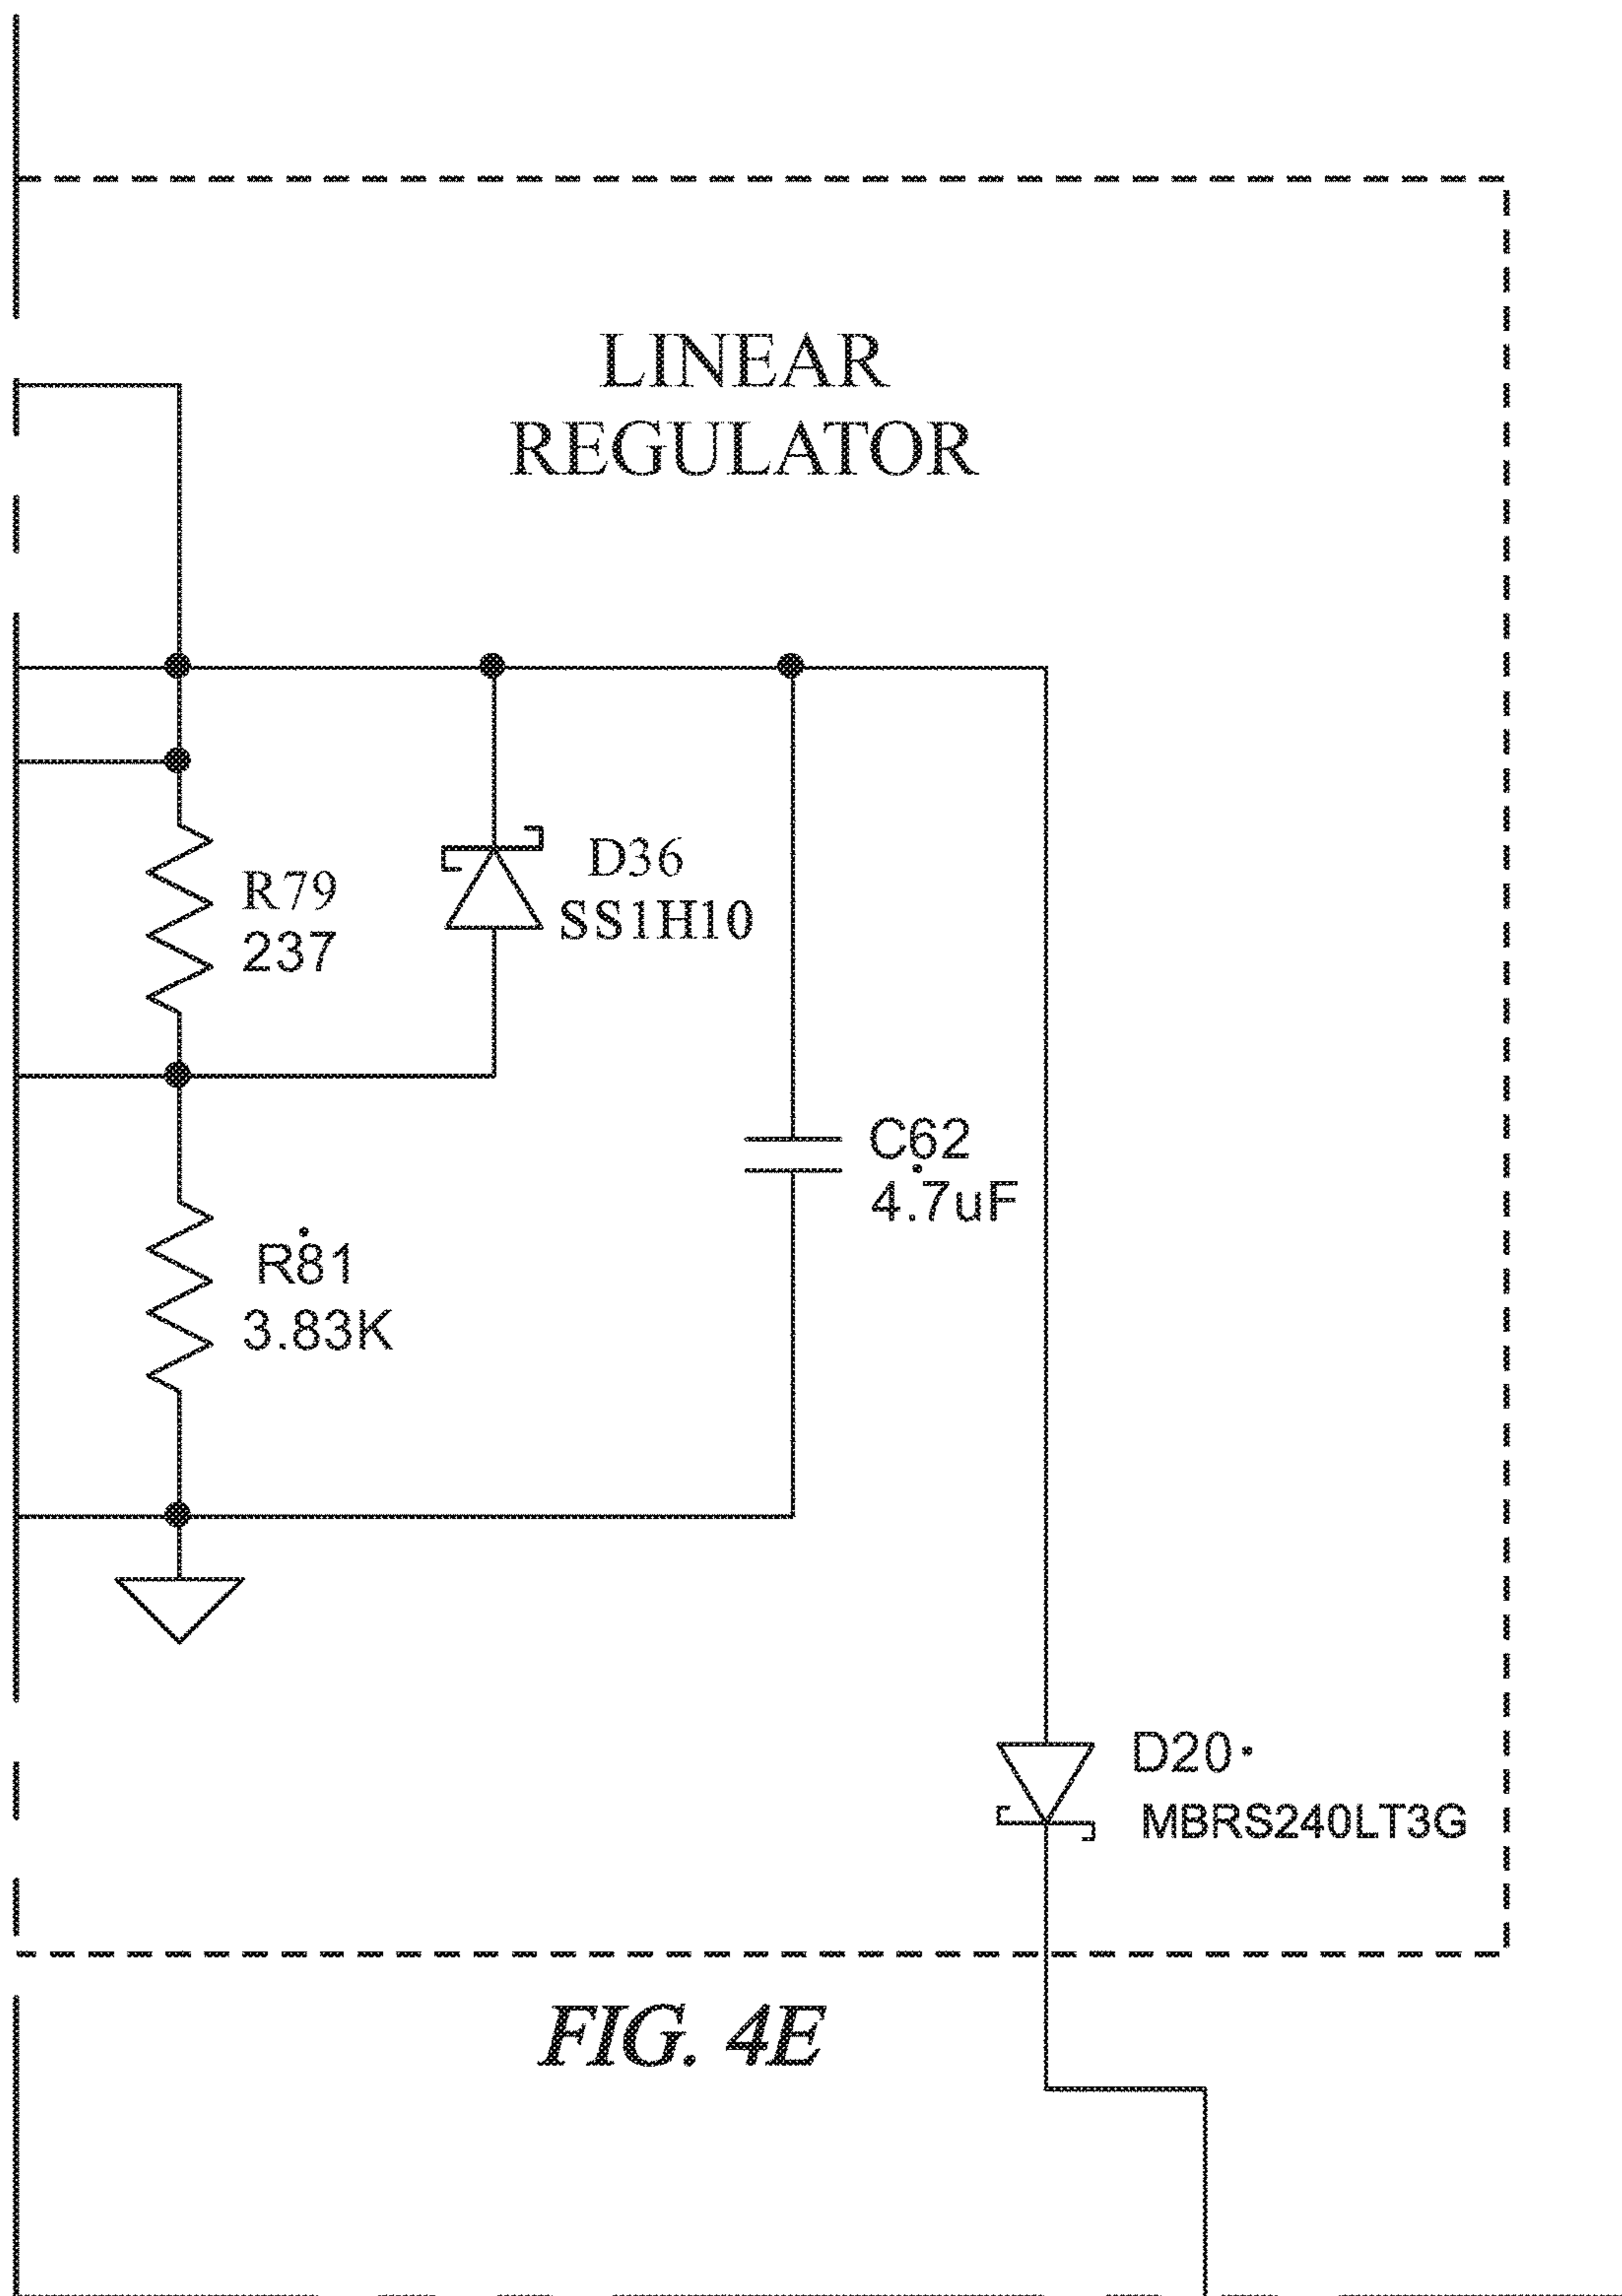 LINEAR
REGULATOR
R79
237
D36
SS1H10
C62
4.7uF
R81
3.83K
D20
MBRS240LT3G
FIG. 4E